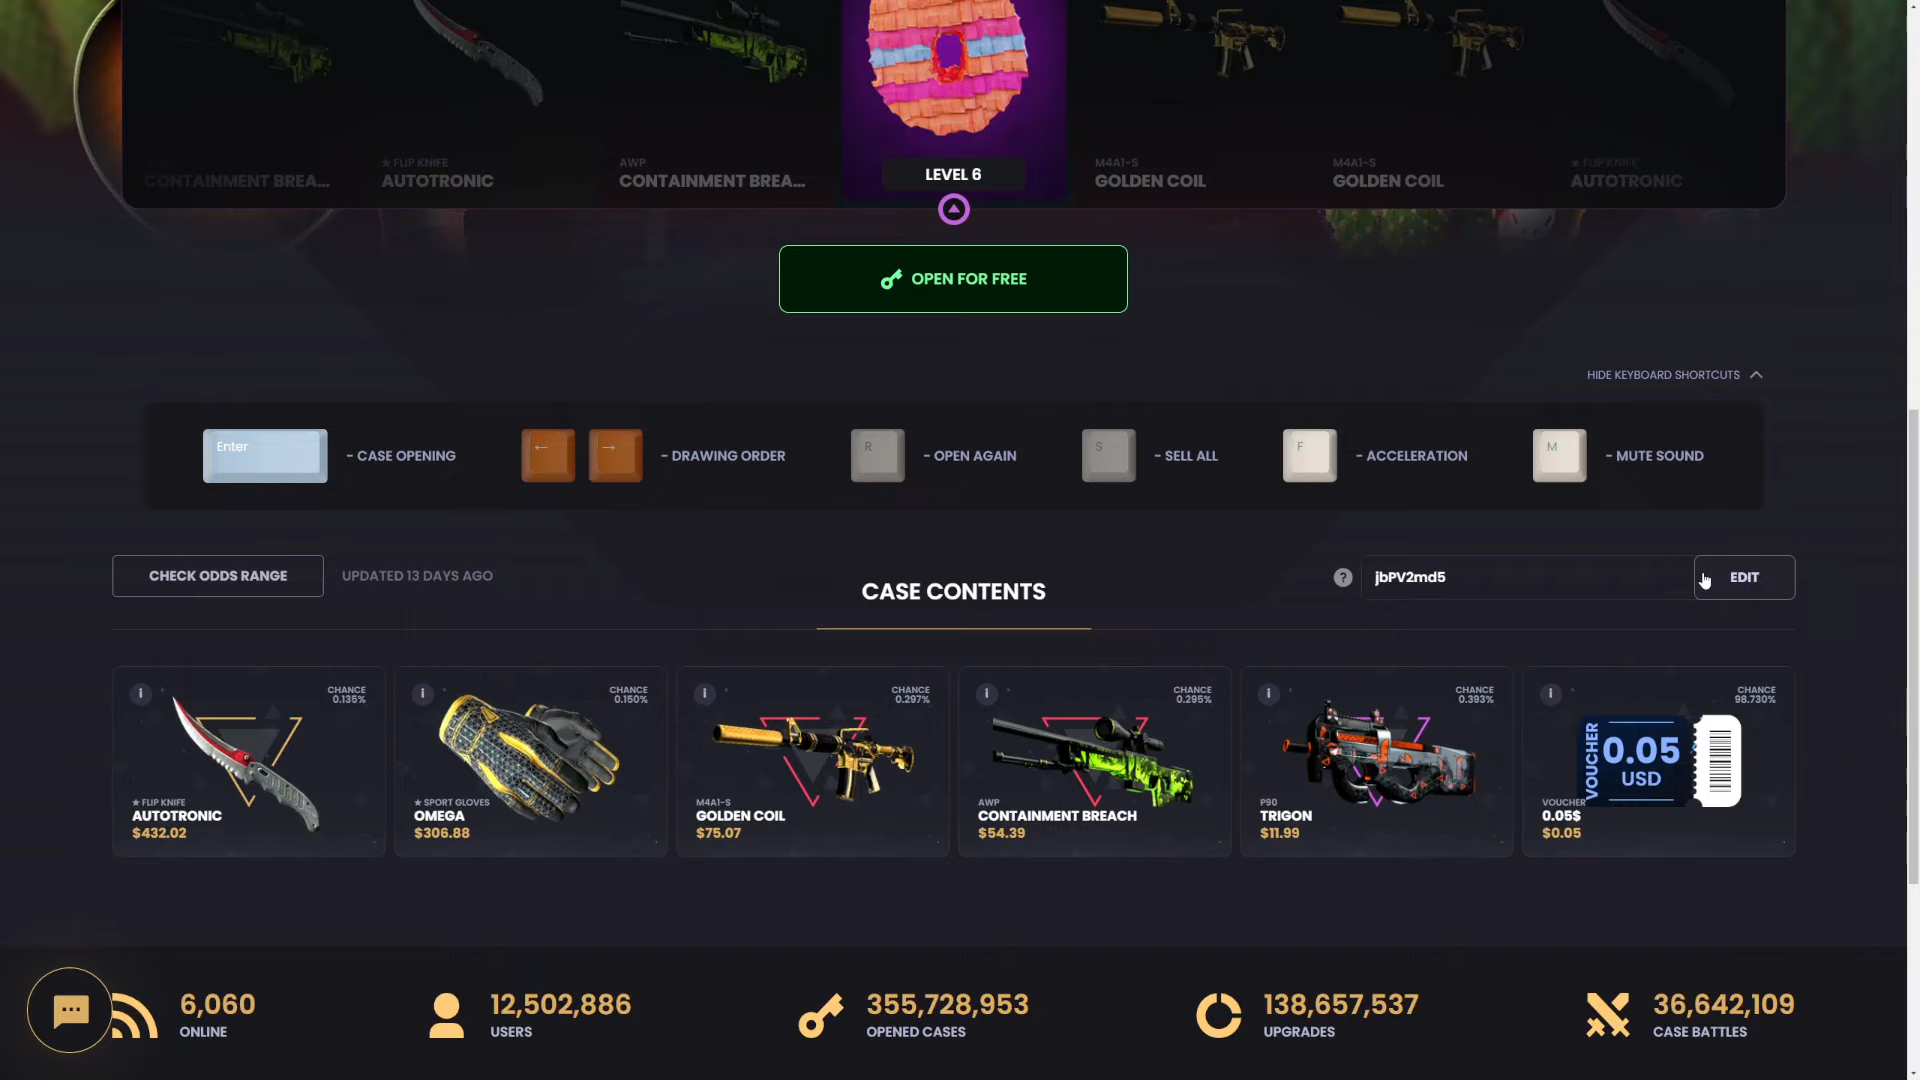 ★ FLIP KNIFE
AWP
M4A1-S
M4A1-S
★ FLIP KNIFE
CONTAINMENT BREA...
AUTOTRONIC
CONTAINMENT BREA...
LEVEL 6
GOLDEN COIL
GOLDEN COIL
AUTOTRONIC
OPEN FOR FREE
HIDE KEYBOARD SHORTCUTS
Enter
- CASE OPENING
← →
- DRAWING ORDER
R
- OPEN AGAIN
S
- SELL ALL
F
- ACCELERATION
M
- MUTE SOUND
CHECK ODDS RANGE
UPDATED 13 DAYS AGO
CASE CONTENTS
?
jbPV2md5
EDIT
i
CHANCE
0.135%
★ FLIP KNIFE
AUTOTRONIC
$432.02
i
CHANCE
0.150%
★ SPORT GLOVES
OMEGA
$306.88
i
CHANCE
0.297%
M4A1-S
GOLDEN COIL
$75.07
i
CHANCE
0.295%
AWP
CONTAINMENT BREACH
$54.39
i
CHANCE
0.393%
P90
TRIGON
$11.99
i
CHANCE
98.730%
VOUCHER
0.05
USD
VOUCHER
0.05$
$0.05
6,060
ONLINE
12,502,886
USERS
355,728,953
OPENED CASES
138,657,537
UPGRADES
36,642,109
CASE BATTLES